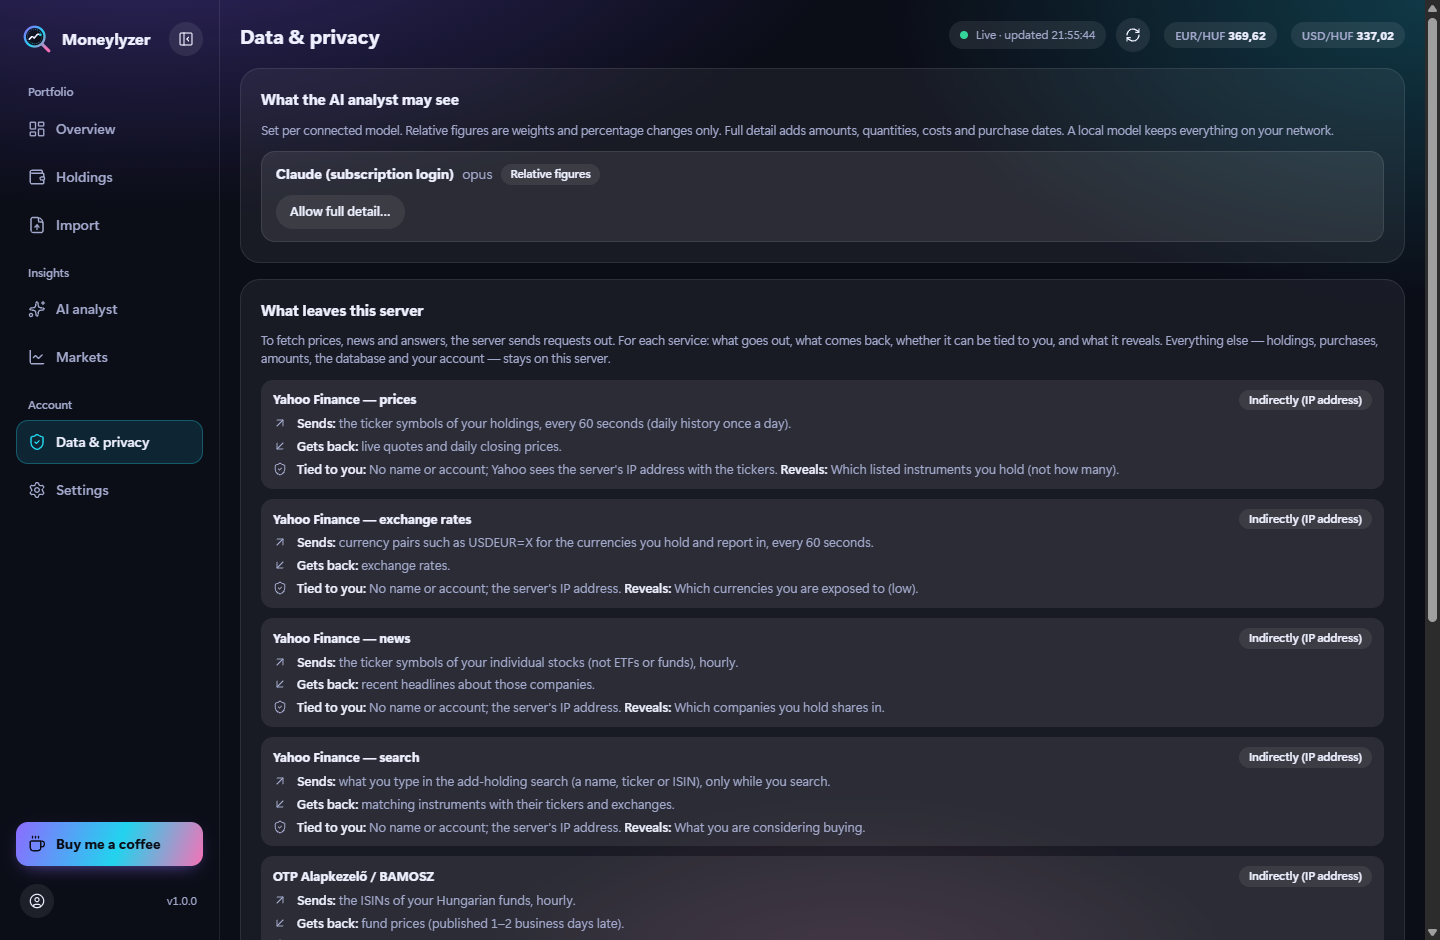 Moneylyzer
Portfolio
Overview
Holdings
Import
Insights
AI analyst
Markets
Account
Data & privacy
Settings
Buy me a coffee
v1.0.0
Data & privacy
Live · updated 21:55:44
EUR/HUF 369,62
USD/HUF 337,02
What the AI analyst may see
Set per connected model. Relative figures are weights and percentage changes only. Full detail adds amounts, quantities, costs and purchase dates. A local model keeps everything on your network.
Claude (subscription login) opus Relative figures
Allow full detail...
What leaves this server
To fetch prices, news and answers, the server sends requests out. For each service: what goes out, what comes back, whether it can be tied to you, and what it reveals. Everything else — holdings, purchases,
amounts, the database and your account — stays on this server.
Yahoo Finance — prices
Indirectly (IP address)
Sends: the ticker symbols of your holdings, every 60 seconds (daily history once a day).
Gets back: live quotes and daily closing prices.
Tied to you: No name or account; Yahoo sees the server's IP address with the tickers. Reveals: Which listed instruments you hold (not how many).
Yahoo Finance — exchange rates
Indirectly (IP address)
Sends: currency pairs such as USDEUR=X for the currencies you hold and report in, every 60 seconds.
Gets back: exchange rates.
Tied to you: No name or account; the server's IP address. Reveals: Which currencies you are exposed to (low).
Yahoo Finance — news
Indirectly (IP address)
Sends: the ticker symbols of your individual stocks (not ETFs or funds), hourly.
Gets back: recent headlines about those companies.
Tied to you: No name or account; the server's IP address. Reveals: Which companies you hold shares in.
Yahoo Finance — search
Indirectly (IP address)
Sends: what you type in the add-holding search (a name, ticker or ISIN), only while you search.
Gets back: matching instruments with their tickers and exchanges.
Tied to you: No name or account; the server's IP address. Reveals: What you are considering buying.
OTP Alapkezelő / BAMOSZ
Indirectly (IP address)
Sends: the ISINs of your Hungarian funds, hourly.
Gets back: fund prices (published 1–2 business days late).